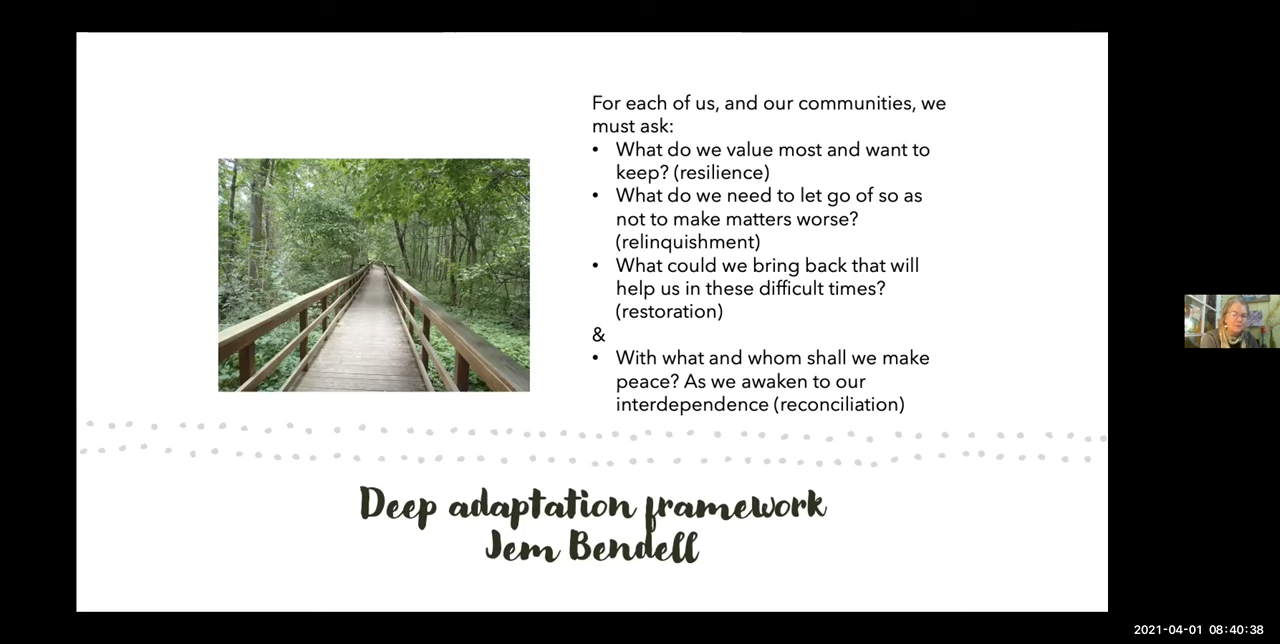 For each of us, and our communities, we
must ask:
• What do we value most and want to
keep? (resilience)
• What do we need to let go of so as
not to make matters worse?
(relinquishment)
• What could we bring back that will
help us in these difficult times?
(restoration)
&
• With what and whom shall we make
peace? As we awaken to our
interdependence (reconciliation)
Deep adaptation framework
Jem Bendell
2021-04-01 08:40:38